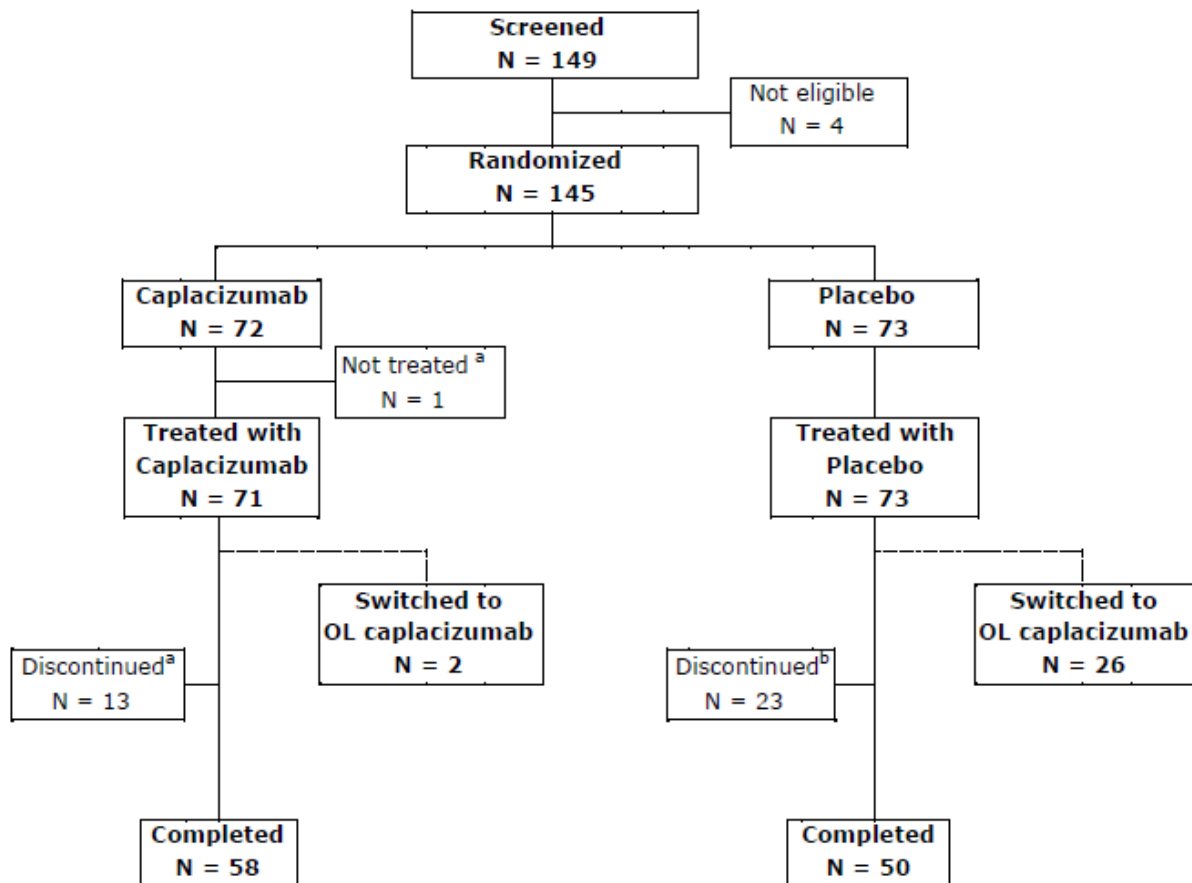 Screened
N = 149
Not eligible
N = 4
Randomized
N = 145
Caplacizumab
N = 72
Placebo
N = 73
Not treated a
N = 1
Treated with
Caplacizumab
N = 71
Treated with
Placebo
N = 73
Switched to
OL caplacizumab
N = 2
Switched to
OL caplacizumab
N = 26
Discontinueda
N = 13
Discontinuedb
N = 23
Completed
N = 58
Completed
N = 50